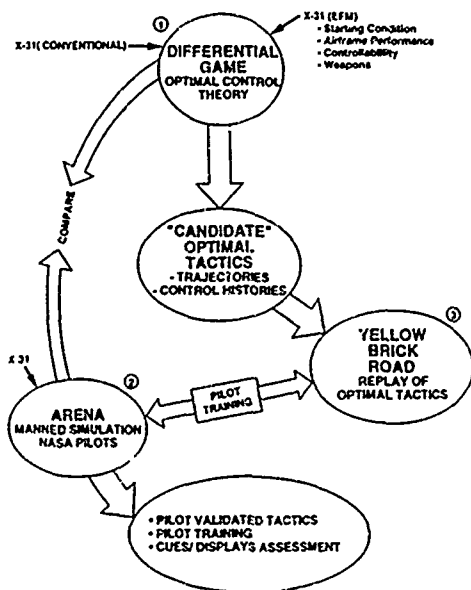 ①
X-31 (CONVENTIONAL)
X-31 (EFM)
- Starting Condition
- Airframe Performance
- Controllability
- Weapons
DIFFERENTIAL
GAME
OPTIMAL CONTROL
THEORY
COMPARE
"CANDIDATE"
OPTIMAL
TACTICS
- TRAJECTORIES
- CONTROL HISTORIES
③
YELLOW
BRICK
ROAD
REPLAY OF
OPTIMAL TACTICS
X-31
②
PILOT
TRAINING
ARENA
MANNED SIMULATION
NASA PILOTS
• PILOT VALIDATED TACTICS
• PILOT TRAINING
• CUES/DISPLAYS ASSESSMENT